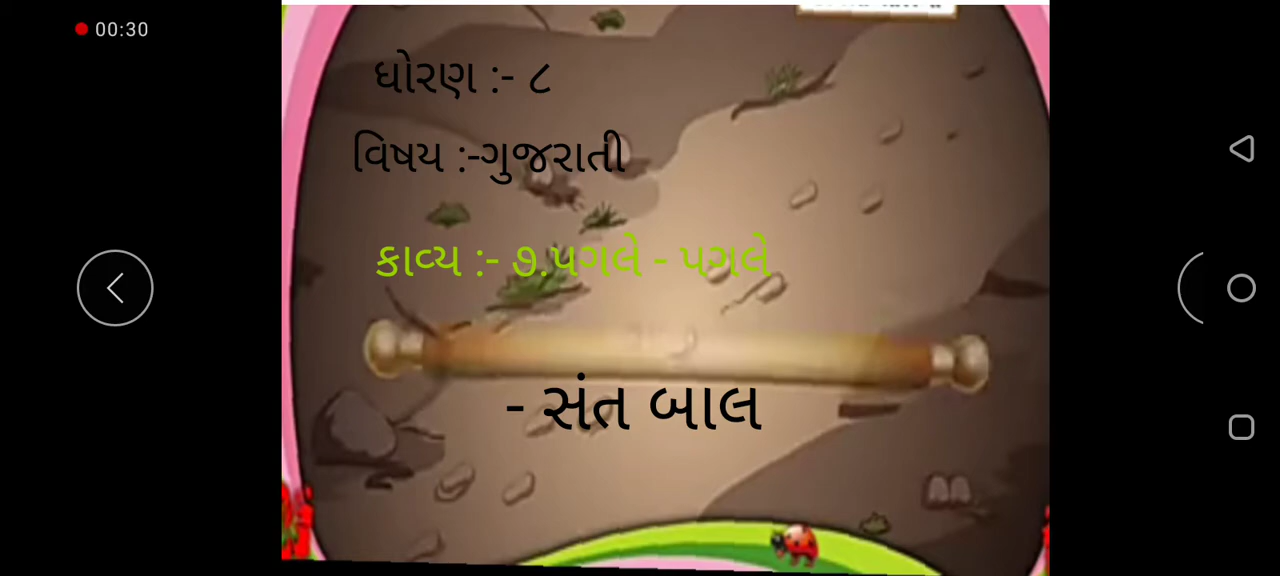 00:30
ધોરણ :- ૮
વિષય :-ગુજરાતી
કાવ્ય :- ૭.પગલે - પગલે
- સંત બાલ